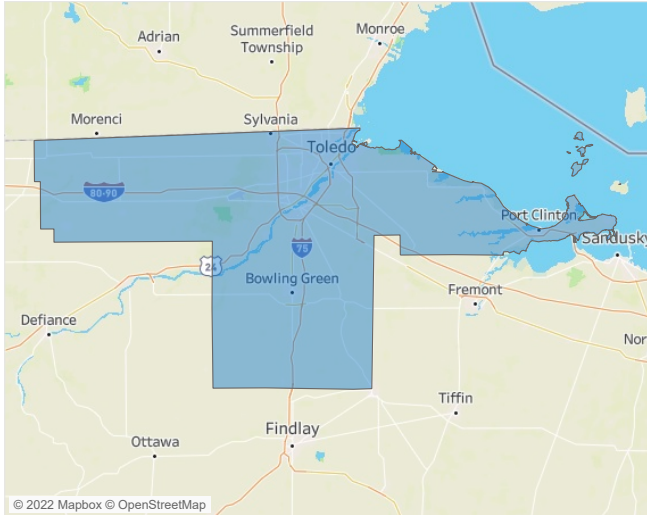 Adrian
Summerfield
Township
Monroe
Morenci
Sylvania
Toledo
80-90
Port Clinton
Sandusky
75
24
Bowling Green
Fremont
Defiance
Nor
Tiffin
Findlay
Ottawa
© 2022 Mapbox © OpenStreetMap